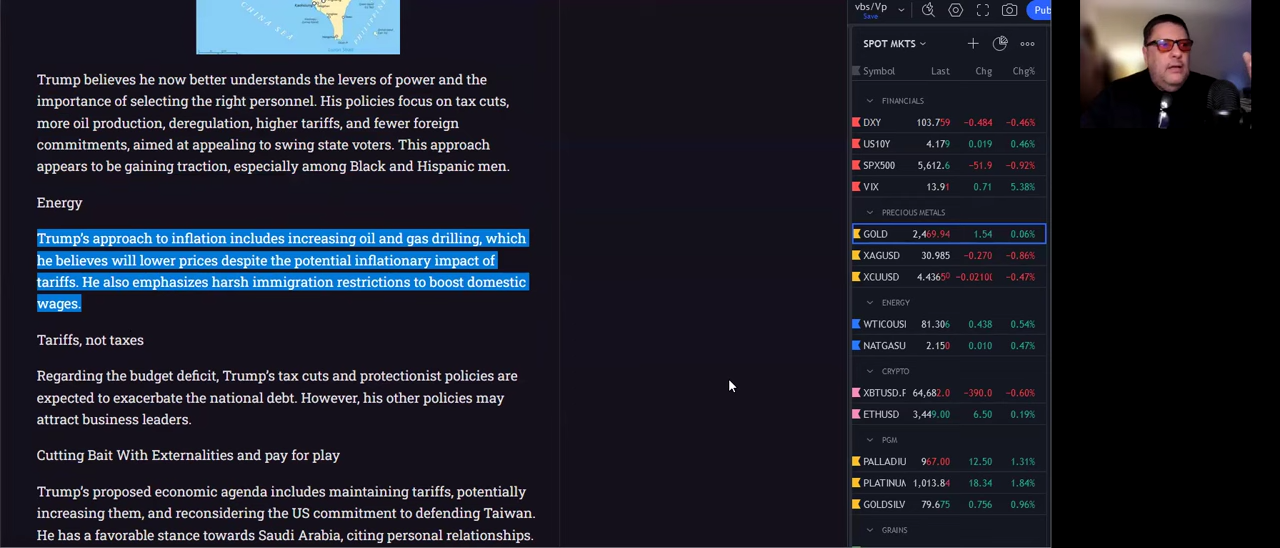 CHINA SEA
Trump believes he now better understands the levers of power and the
importance of selecting the right personnel. His policies focus on tax cuts,
more oil production, deregulation, higher tariffs, and fewer foreign
commitments, aimed at appealing to swing state voters. This approach
appears to be gaining traction, especially among Black and Hispanic men.
Energy
Trump's approach to inflation includes increasing oil and gas drilling, which
he believes will lower prices despite the potential inflationary impact of
tariffs. He also emphasizes harsh immigration restrictions to boost domestic
wages.
Tariffs, not taxes
Regarding the budget deficit, Trump's tax cuts and protectionist policies are
expected to exacerbate the national debt. However, his other policies may
attract business leaders.
Cutting Bait With Externalities and pay for play
Trump's proposed economic agenda includes maintaining tariffs, potentially
increasing them, and reconsidering the US commitment to defending Taiwan.
He has a favorable stance towards Saudi Arabia, citing personal relationships.
vbs/Vp
Save
Pub
SPOT MKTS
Symbol Last Chg Chg%
FINANCIALS
DXY 103.759 −0.484 −0.46%
US10Y 4.179 0.019 0.46%
SPX500 5,612.6 −51.9 −0.92%
VIX 13.91 0.71 5.38%
PRECIOUS METALS
GOLD 2,469.94 1.54 0.06%
XAGUSD 30.985 −0.270 −0.86%
XCUUSD 4.43650 −0.0210( −0.47%
ENERGY
WTICOUSI 81.306 0.438 0.54%
NATGASU 2.150 0.010 0.47%
CRYPTO
XBTUSD.F 64,682.0 −390.0 −0.60%
ETHUSD 3,449.00 6.50 0.19%
PGM
PALLADIU 967.00 12.50 1.31%
PLATINUM 1,013.84 18.34 1.84%
GOLDSILV 79.675 0.756 0.96%
GRAINS